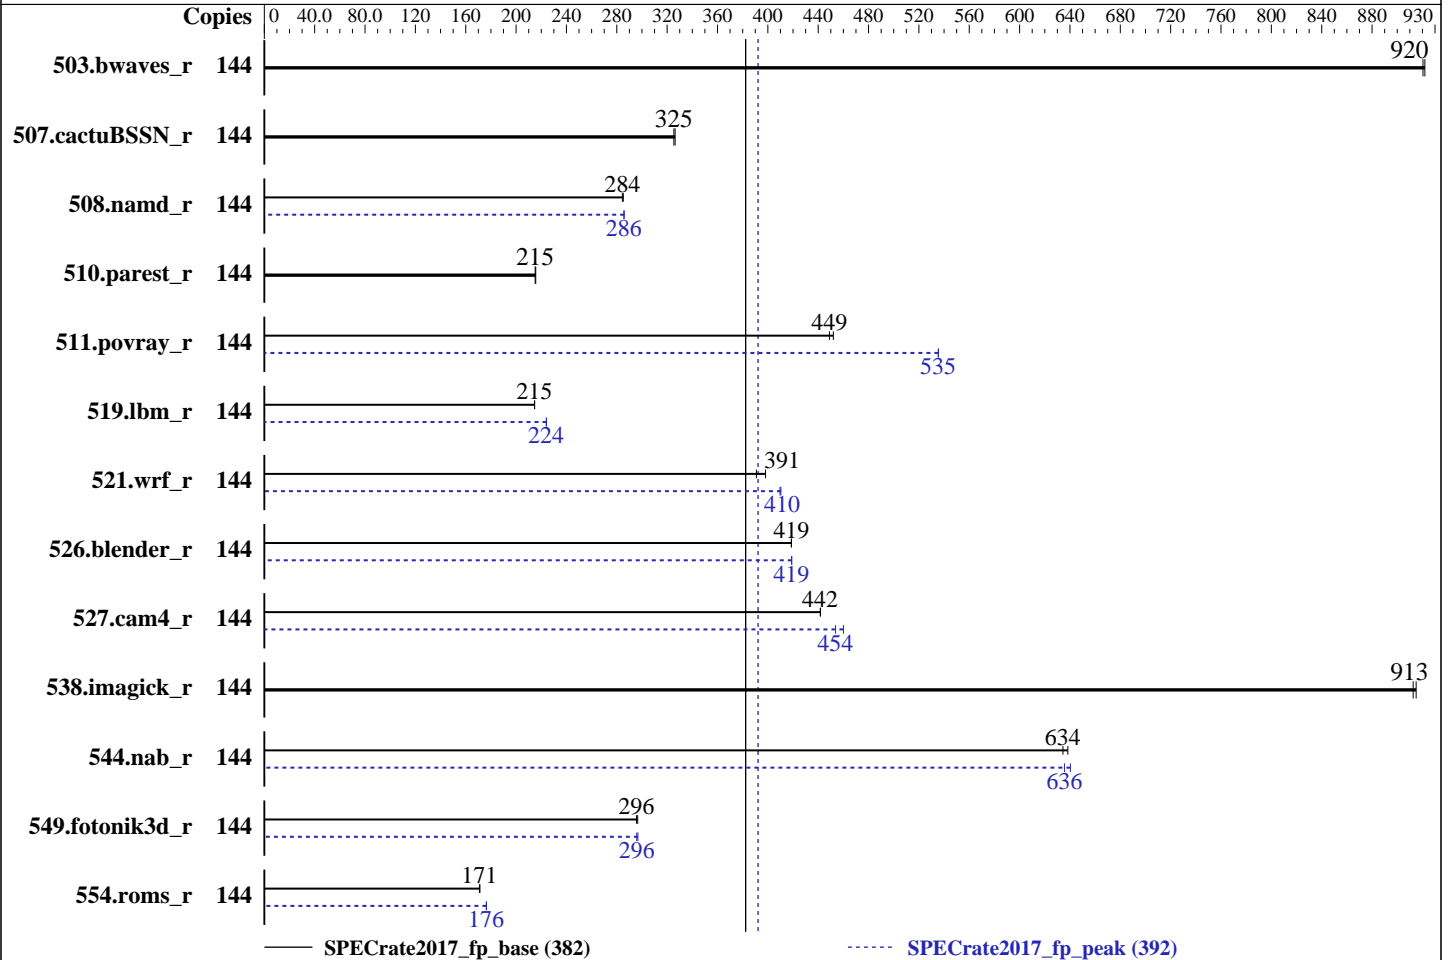 Copies 0 40.0 80.0 120 160 200 240 280 320 360 400 440 480 520 560 600 640 680 720 760 800 840 880 930
503.bwaves_r 144 920
507.cactuBSSN_r 144 325
508.namd_r 144 284
286
510.parest_r 144 215
511.povray_r 144 449
535
519.lbm_r 144 215
224
521.wrf_r 144 391
410
526.blender_r 144 419
419
527.cam4_r 144 442
454
538.imagick_r 144 913
544.nab_r 144 634
636
549.fotonik3d_r 144 296
296
554.roms_r 144 171
176
SPECrate2017_fp_base (382) SPECrate2017_fp_peak (392)